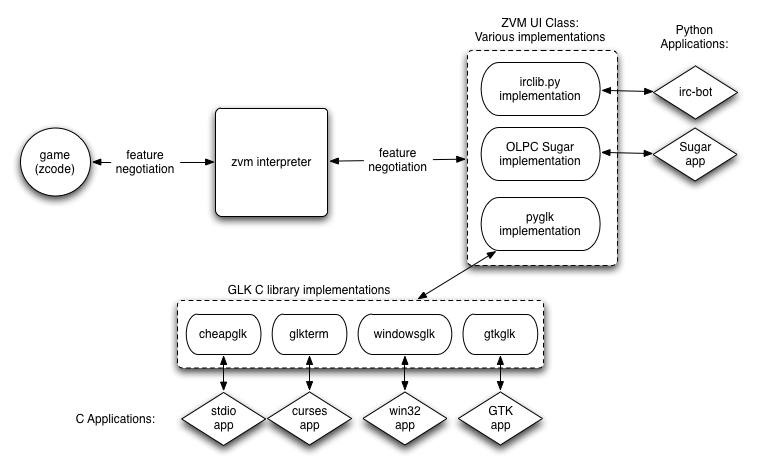 ZVM UI Class:
Various implementations
Python
Applications:
irclib.py
implementation
irc-bot
game
(zcode)
feature
negotiation
zvm interpreter
feature
negotiation
OLPC Sugar
implementation
Sugar
app
pyglk
implementation
GLK C library implementations
cheapglk
glkterm
windowsglk
gtkglk
C Applications:
stdio
app
curses
app
win32
app
GTK
app